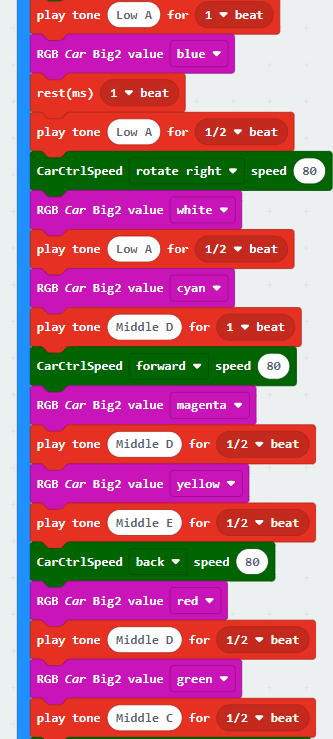 play tone Low A for 1 beat
RGB Car Big2 value blue
rest(ms) 1 beat
play tone Low A for 1/2 beat
CarCtrlSpeed rotate right speed 80
RGB Car Big2 value white
play tone Low A for 1/2 beat
RGB Car Big2 value cyan
play tone Middle D for 1 beat
CarCtrlSpeed forward speed 80
RGB Car Big2 value magenta
play tone Middle D for 1/2 beat
RGB Car Big2 value yellow
play tone Middle E for 1/2 beat
CarCtrlSpeed back speed 80
RGB Car Big2 value red
play tone Middle D for 1/2 beat
RGB Car Big2 value green
play tone Middle C for 1/2 beat